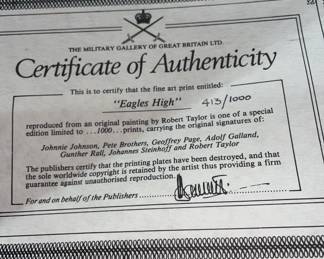 THE MILITARY GALLERY OF GREAT BRITAIN LTD.
Certificate of Authenticity
This is to certify that the fine art print entitled:
"Eagles High" 413/1000
reproduced from an original painting by Robert Taylor is one of a special
edition limited to ...1000... prints, carrying the original signatures of:
Johnnie Johnson, Pete Brothers, Geoffrey Page, Adolf Galland,
Gunther Rall, Johannes Steinhoff and Robert Taylor
The publishers certify that the printing plates have been destroyed, and that
the sole worldwide copyright is retained by the artist thus providing a firm
guarantee against unauthorised reproduction.
For and on behalf of the Publishers